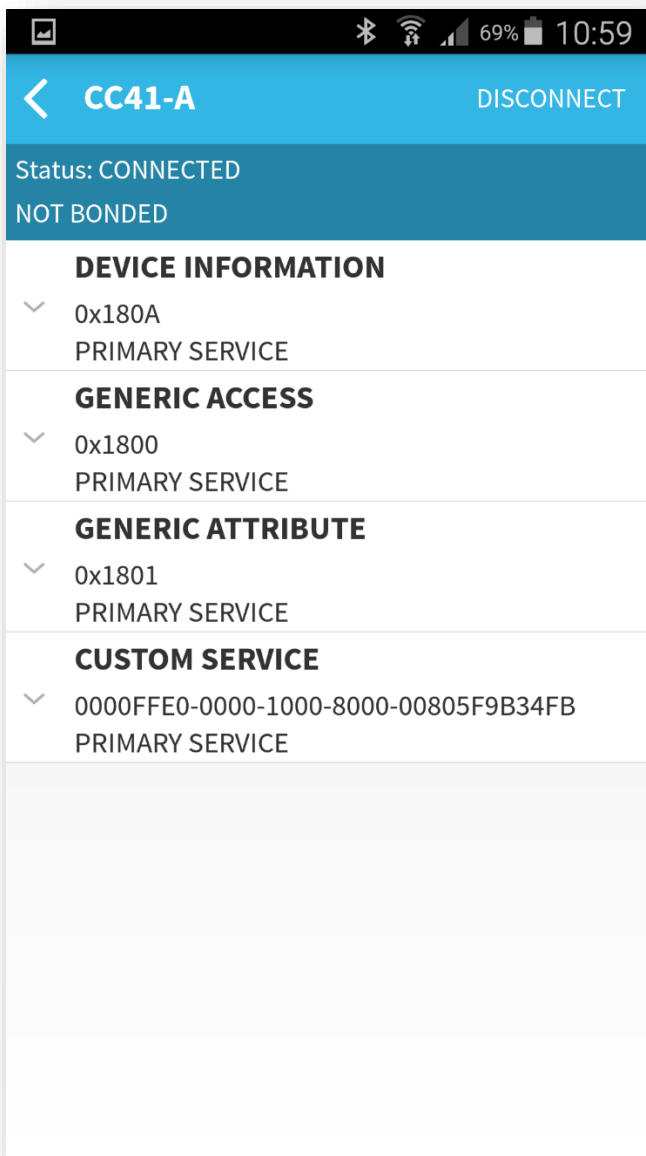 69% 10:59
CC41-A DISCONNECT
Status: CONNECTED
NOT BONDED
DEVICE INFORMATION
0x180A
PRIMARY SERVICE
GENERIC ACCESS
0x1800
PRIMARY SERVICE
GENERIC ATTRIBUTE
0x1801
PRIMARY SERVICE
CUSTOM SERVICE
0000FFE0-0000-1000-8000-00805F9B34FB
PRIMARY SERVICE